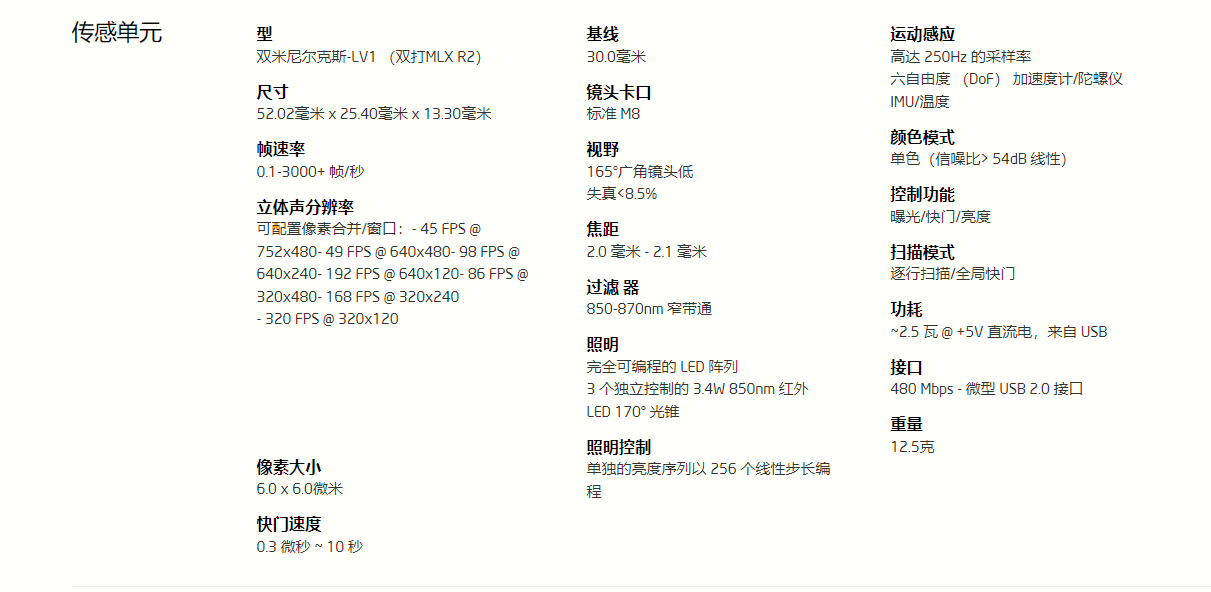 传感单元
型
双米尼尔克斯-LV1 （双打MLX R2）
尺寸
52.02毫米 x 25.40毫米 x 13.30毫米
帧速率
0.1-3000+ 帧/秒
立体声分辨率
可配置像素合并/窗口：- 45 FPS @
752x480- 49 FPS @ 640x480- 98 FPS @
640x240- 192 FPS @ 640x120- 86 FPS @
320x480- 168 FPS @ 320x240
- 320 FPS @ 320x120
像素大小
6.0 x 6.0微米
快门速度
0.3 微秒 ~ 10 秒
基线
30.0毫米
镜头卡口
标准 M8
视野
165°广角镜头低
失真<8.5%
焦距
2.0 毫米 - 2.1 毫米
过滤 器
850-870nm 窄带通
照明
完全可编程的 LED 阵列
3 个独立控制的 3.4W 850nm 红外
LED 170° 光锥
照明控制
单独的亮度序列以 256 个线性步长编
程
运动感应
高达 250Hz 的采样率
六自由度 （DoF） 加速度计/陀螺仪
IMU/温度
颜色模式
单色（信噪比> 54dB 线性）
控制功能
曝光/快门/亮度
扫描模式
逐行扫描/全局快门
功耗
~2.5 瓦 @ +5V 直流电，来自 USB
接口
480 Mbps - 微型 USB 2.0 接口
重量
12.5克